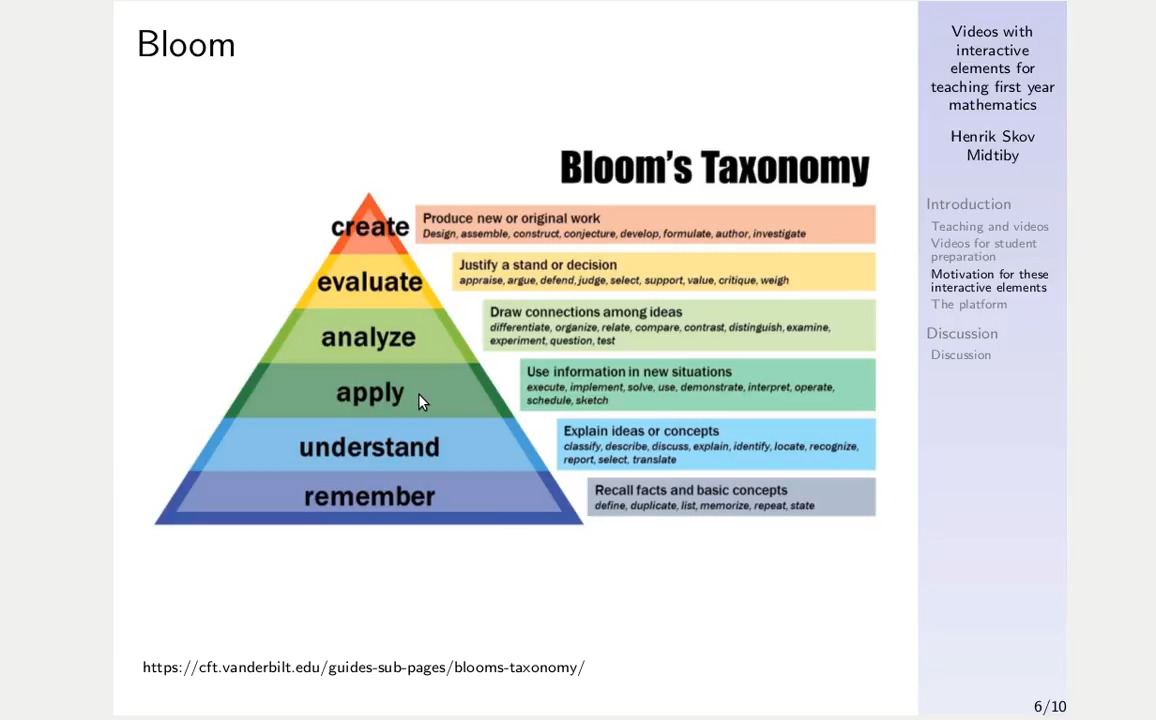 Bloom
Bloom's Taxonomy
create
Produce new or original work
Design, assemble, construct, conjecture, develop, formulate, author, investigate
evaluate
Justify a stand or decision
appraise, argue, defend, judge, select, support, value, critique, weigh
analyze
Draw connections among ideas
differentiate, organize, relate, compare, contrast, distinguish, examine,
experiment, question, test
apply
Use information in new situations
execute, implement, solve, use, demonstrate, interpret, operate,
schedule, sketch
understand
Explain ideas or concepts
classify, describe, discuss, explain, identify, locate, recognize,
report, select, translate
remember
Recall facts and basic concepts
define, duplicate, list, memorize, repeat, state
https://cft.vanderbilt.edu/guides-sub-pages/blooms-taxonomy/
Videos with
interactive
elements for
teaching first year
mathematics
Henrik Skov
Midtiby
Introduction
Teaching and videos
Videos for student
preparation
Motivation for these
interactive elements
The platform
Discussion
Discussion
6/10